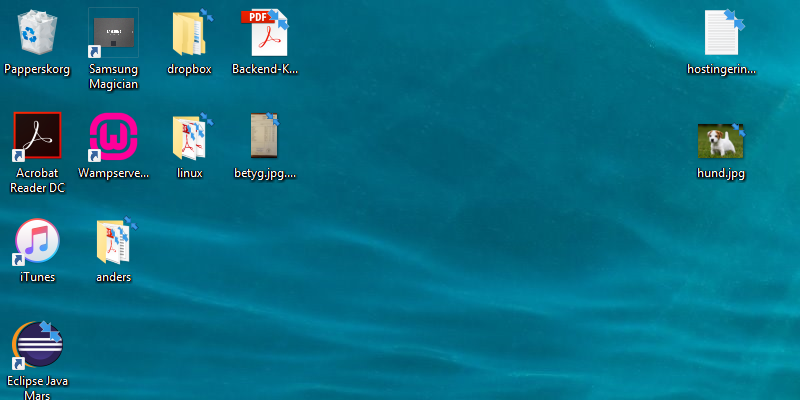 Papperskorg
Samsung
Magician
dropbox
PDF
Backend-K...
hostingerin...
Acrobat
Reader DC
Wampserve...
linux
betyg.jpg....
hund.jpg
iTunes
anders
Eclipse Java
Mars